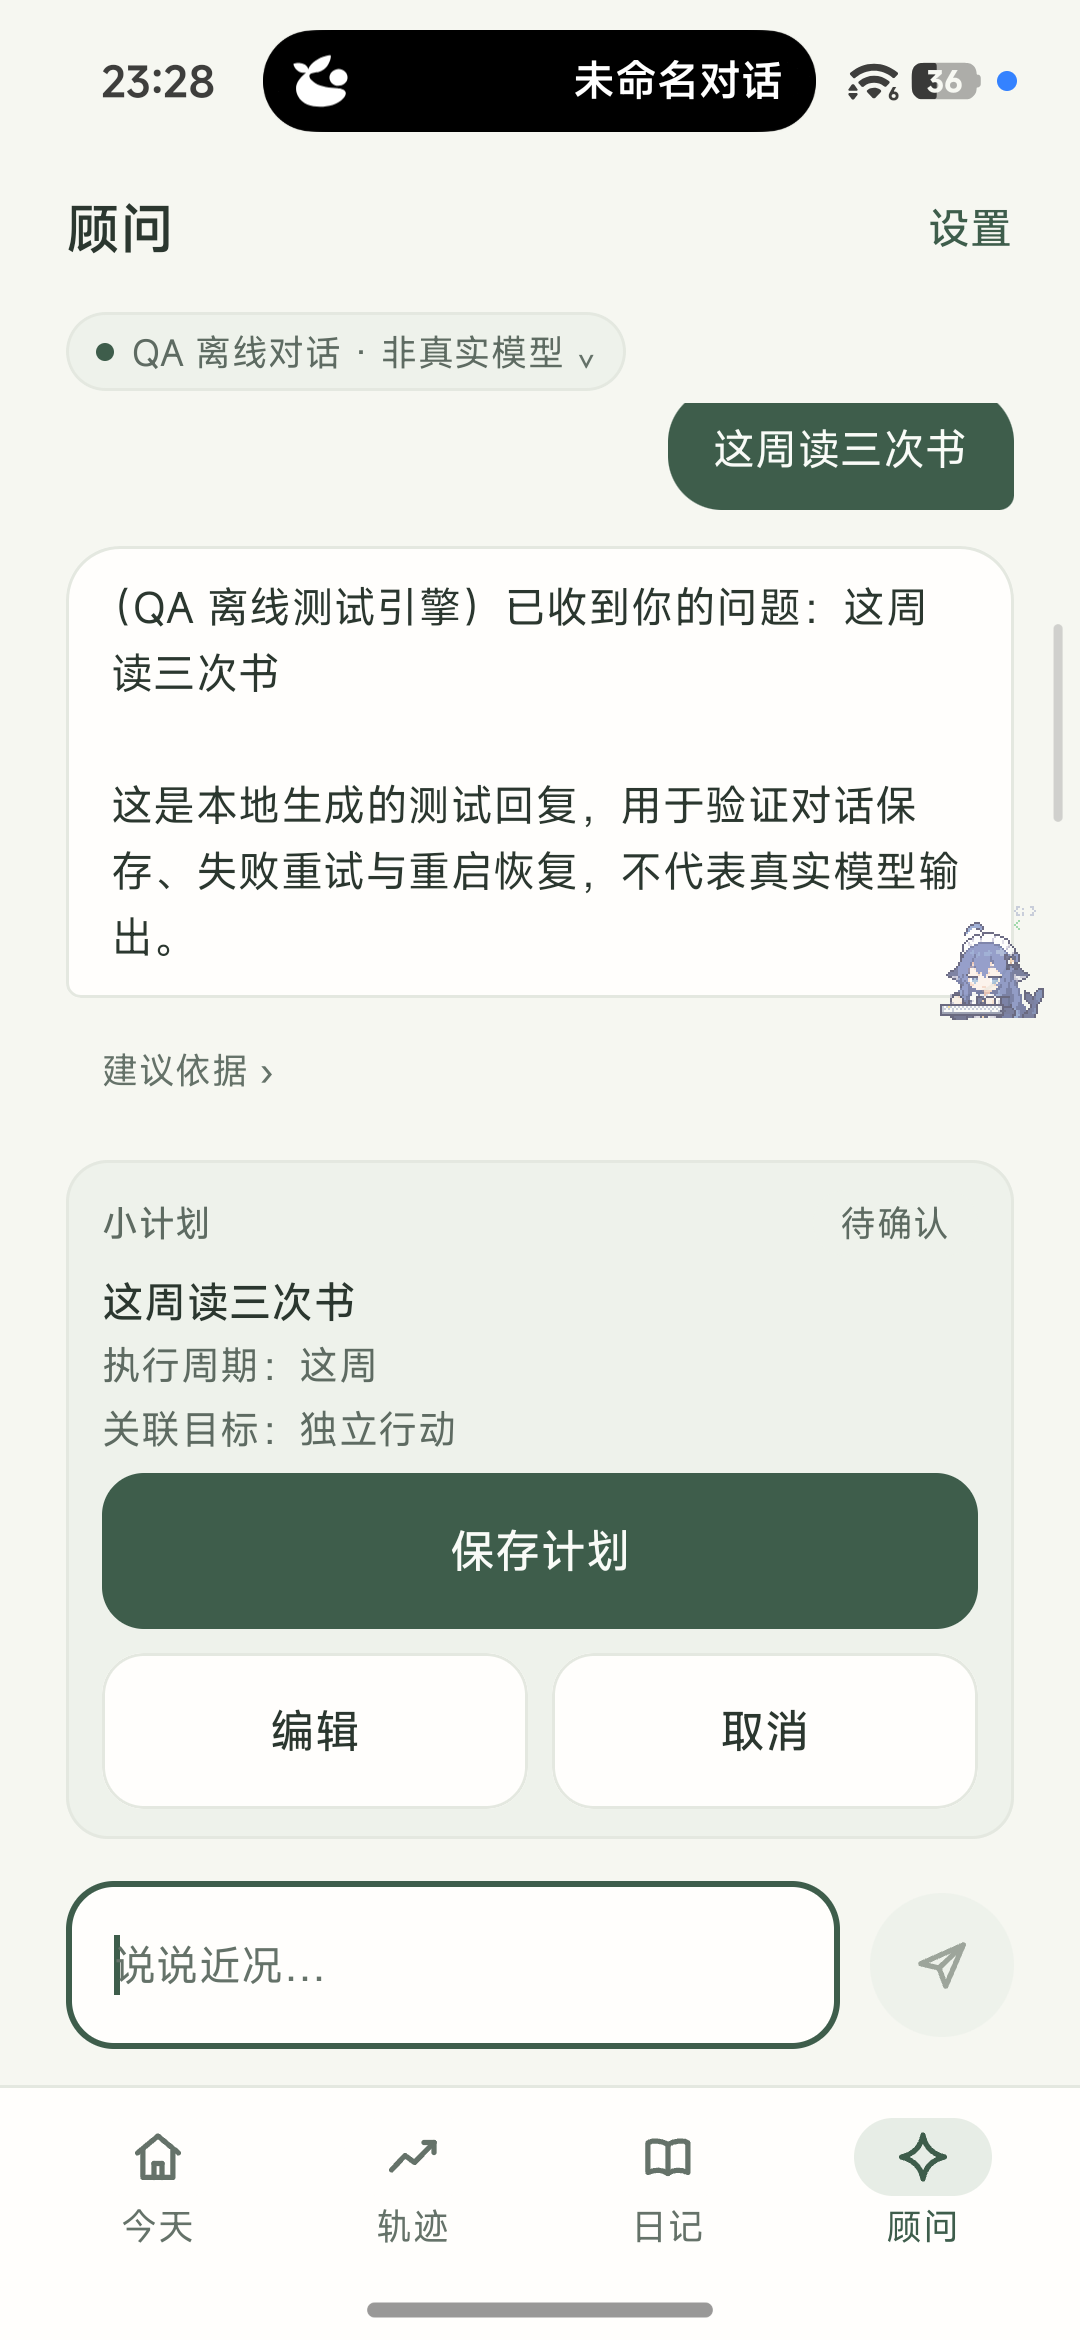 23:28
未命名对话
6
36
顾问
设置
QA 离线对话 · 非真实模型
这周读三次书
（QA 离线测试引擎）已收到你的问题：这周
读三次书
这是本地生成的测试回复，用于验证对话保
存、失败重试与重启恢复，不代表真实模型输
出。
建议依据 ›
小计划
待确认
这周读三次书
执行周期：这周
关联目标：独立行动
保存计划
编辑
取消
说说近况...
今天
轨迹
日记
顾问